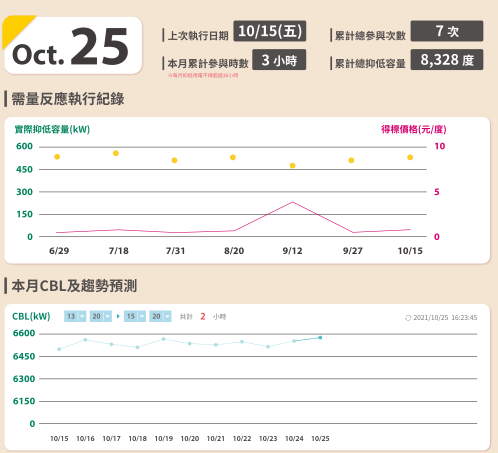 Oct. 25
上次執行日期 10/15(五)
累計總參與次數 7 次
本月累計參與時數 3 小時
累計總抑低容量 8,328 度
※每月抑低用電不得超過36小時
需量反應執行紀錄
實際抑低容量(kW)
得標價格(元/度)
600
450
300
150
0
10
5
0
6/29 7/18 7/31 8/20 9/12 9/27 10/15
本月CBL及趨勢預測
CBL(kW) 13 20 15 20 共計 2 小時
2021/10/25 16:23:45
6600
6450
6300
6150
0
10/15 10/16 10/17 10/18 10/19 10/20 10/21 10/22 10/23 10/24 10/25